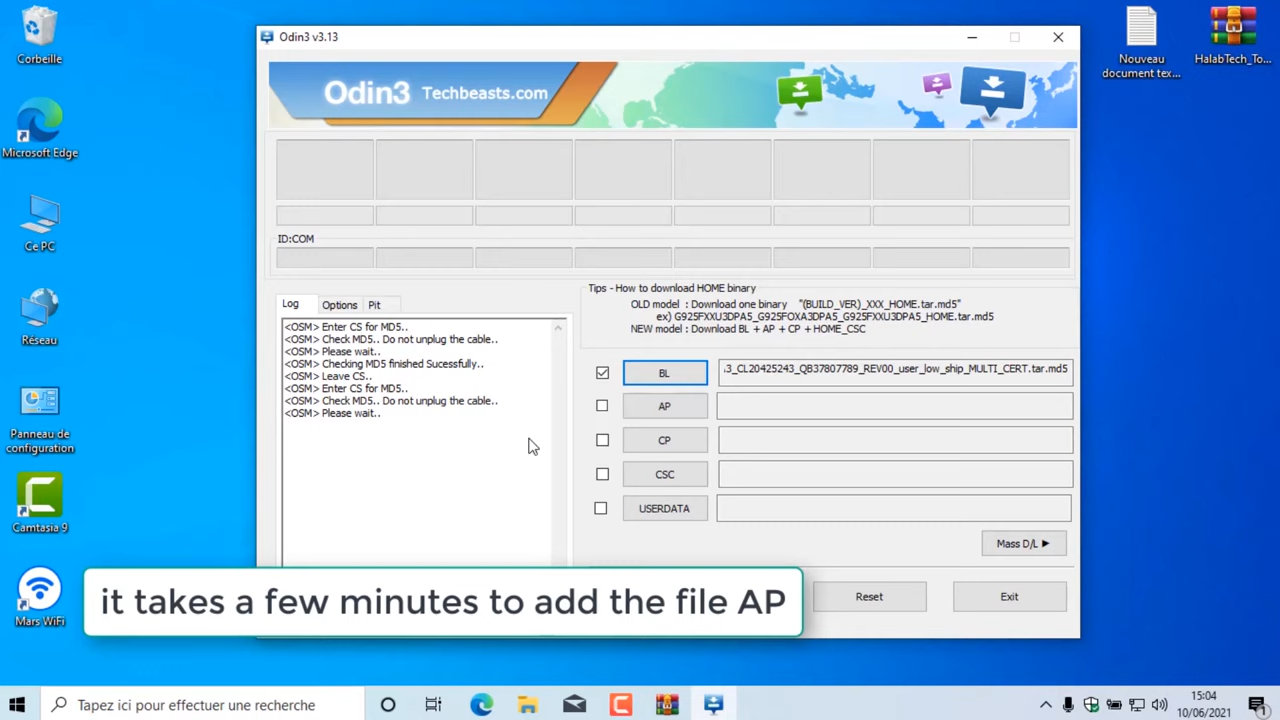 Corbeille
Microsoft Edge
Ce PC
Réseau
Panneau de
configuration
Camtasia 9
Mars WiFi
Nouveau
document tex...
HalabTech_To...
Odin3 v3.13
Odin3 Techbeasts.com
ID:COM
Log Options Pit
<OSM> Enter CS for MD5..
<OSM> Check MD5.. Do not unplug the cable..
<OSM> Please wait..
<OSM> Checking MD5 finished Sucessfully..
<OSM> Leave CS..
<OSM> Enter CS for MD5..
<OSM> Check MD5.. Do not unplug the cable..
<OSM> Please wait..
Tips - How to download HOME binary
OLD model : Download one binary "(BUILD_VER)_XXX_HOME.tar.md5"
ex) G925FXXU3DPA5_G925FOXA3DPA5_G925FXXU3DPA5_HOME.tar.md5
NEW model : Download BL + AP + CP + HOME_CSC
BL .3_CL20425243_QB37807789_REV00_user_low_ship_MULTI_CERT.tar.md5
AP
CP
CSC
USERDATA
Mass D/L
Reset Exit
it takes a few minutes to add the file AP
Tapez ici pour effectuer une recherche
15:04
10/06/2021
1